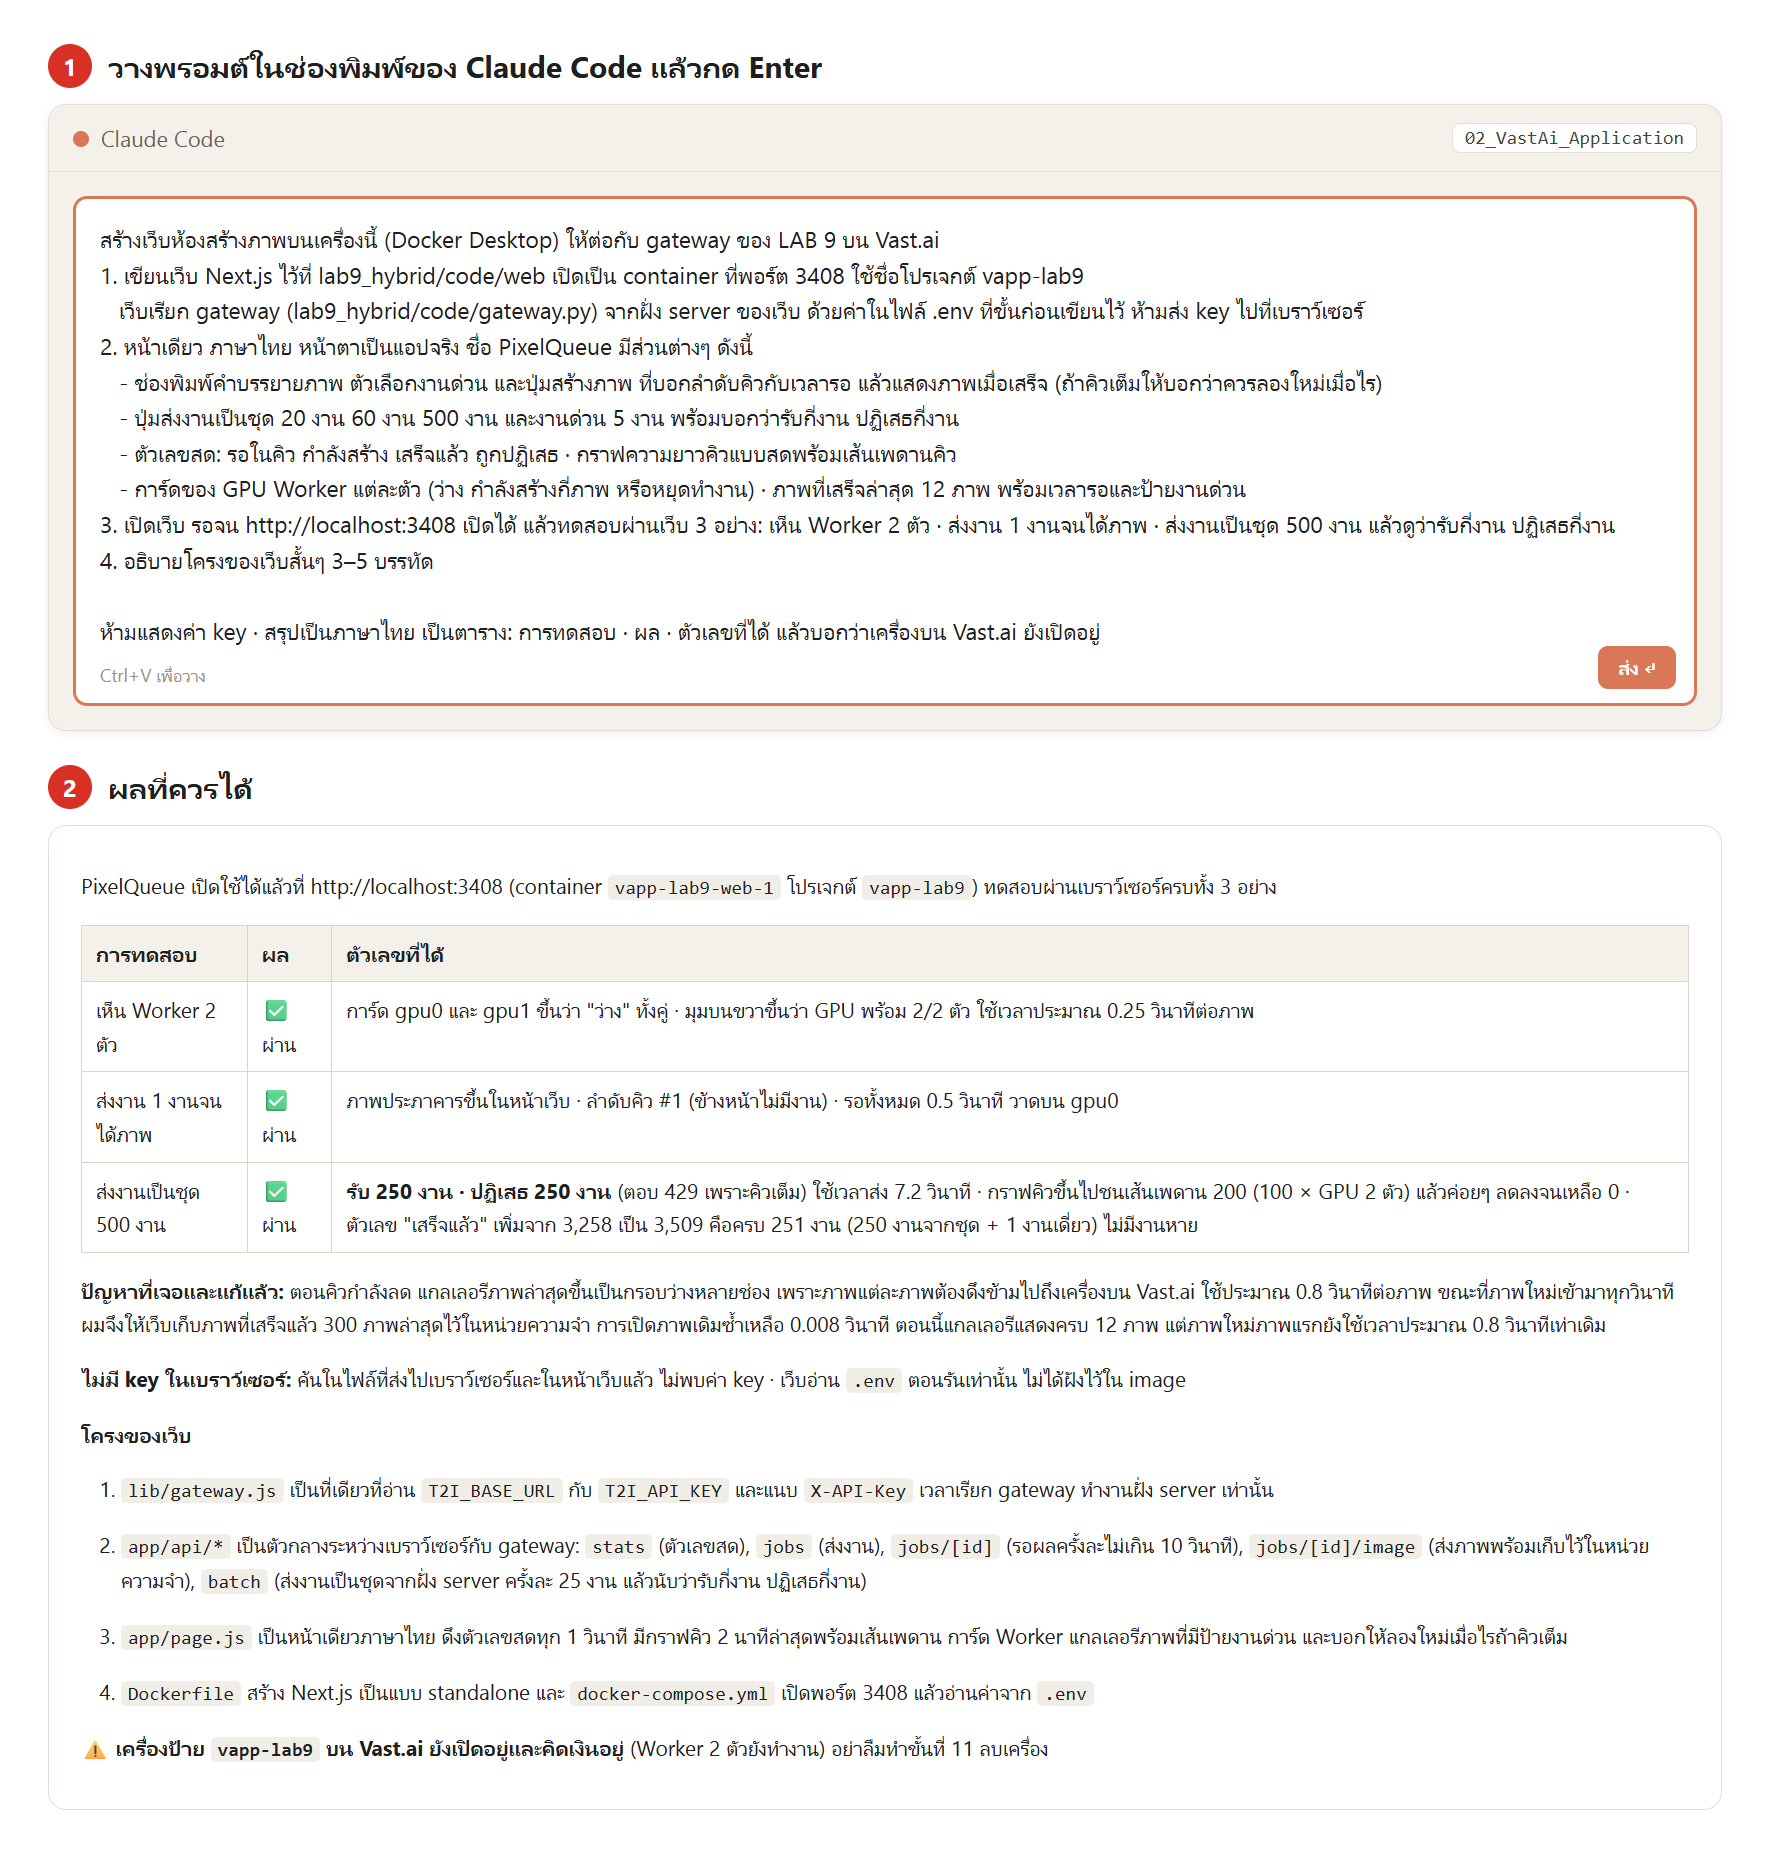 1 วางพรอมต์ในช่องพิมพ์ของ Claude Code แล้วกด Enter
Claude Code
02_VastAi_Application
สร้างเว็บห้องสร้างภาพบนเครื่องนี้ (Docker Desktop) ให้ต่อกับ gateway ของ LAB 9 บน Vast.ai
1. เขียนเว็บ Next.js ไว้ที่ lab9_hybrid/code/web เปิดเป็น container ที่พอร์ต 3408 ใช้ชื่อโปรเจกต์ vapp-lab9
เว็บเรียก gateway (lab9_hybrid/code/gateway.py) จากฝั่ง server ของเว็บ ด้วยค่าในไฟล์ .env ที่ขั้นก่อนเขียนไว้ ห้ามส่ง key ไปที่เบราว์เซอร์
2. หน้าเดียว ภาษาไทย หน้าตาเป็นแอปจริง ชื่อ PixelQueue มีส่วนต่างๆ ดังนี้
- ช่องพิมพ์คำบรรยายภาพ ตัวเลือกงานด่วน และปุ่มสร้างภาพ ที่บอกลำดับคิวกับเวลารอ แล้วแสดงภาพเมื่อเสร็จ (ถ้าคิวเต็มให้บอกว่าควรลองใหม่เมื่อไร)
- ปุ่มส่งงานเป็นชุด 20 งาน 60 งาน 500 งาน และงานด่วน 5 งาน พร้อมบอกว่ารับกี่งาน ปฏิเสธกี่งาน
- ตัวเลขสด: รอในคิว กำลังสร้าง เสร็จแล้ว ถูกปฏิเสธ · กราฟความยาวคิวแบบสดพร้อมเส้นเพดานคิว
- การ์ดของ GPU Worker แต่ละตัว (ว่าง กำลังสร้างกี่ภาพ หรือหยุดทำงาน) · ภาพที่เสร็จล่าสุด 12 ภาพ พร้อมเวลารอและป้ายงานด่วน
3. เปิดเว็บ รอจน http://localhost:3408 เปิดได้ แล้วทดสอบผ่านเว็บ 3 อย่าง: เห็น Worker 2 ตัว · ส่งงาน 1 งานจนได้ภาพ · ส่งงานเป็นชุด 500 งาน แล้วดูว่ารับกี่งาน ปฏิเสธกี่งาน
4. อธิบายโครงของเว็บสั้นๆ 3–5 บรรทัด
ห้ามแสดงค่า key · สรุปเป็นภาษาไทย เป็นตาราง: การทดสอบ · ผล · ตัวเลขที่ได้ แล้วบอกว่าเครื่องบน Vast.ai ยังเปิดอยู่
Ctrl+V เพื่อวาง
ส่ง ↵
2 ผลที่ควรได้
PixelQueue เปิดใช้ได้แล้วที่ http://localhost:3408 (container vapp-lab9-web-1 โปรเจกต์ vapp-lab9) ทดสอบผ่านเบราว์เซอร์ครบทั้ง 3 อย่าง
การทดสอบ ผล ตัวเลขที่ได้
เห็น Worker 2 ✅ การ์ด gpu0 และ gpu1 ขึ้นว่า "ว่าง" ทั้งคู่ · มุมบนขวาขึ้นว่า GPU พร้อม 2/2 ตัว ใช้เวลาประมาณ 0.25 วินาทีต่อภาพ
ตัว ผ่าน
ส่งงาน 1 งานจน ✅ ภาพประภาคารขึ้นในหน้าเว็บ · ลำดับคิว #1 (ข้างหน้าไม่มีงาน) · รอทั้งหมด 0.5 วินาที วาดบน gpu0
ได้ภาพ ผ่าน
ส่งงานเป็นชุด ✅ รับ 250 งาน · ปฏิเสธ 250 งาน (ตอบ 429 เพราะคิวเต็ม) ใช้เวลาส่ง 7.2 วินาที · กราฟคิวขึ้นไปชนเส้นเพดาน 200 (100 × GPU 2 ตัว) แล้วค่อยๆ ลดลงจนเหลือ 0 ·
500 งาน ผ่าน ตัวเลข "เสร็จแล้ว" เพิ่มจาก 3,258 เป็น 3,509 คือครบ 251 งาน (250 งานจากชุด + 1 งานเดี่ยว) ไม่มีงานหาย
ปัญหาที่เจอและแก้แล้ว: ตอนคิวกำลังลด แกลเลอรีภาพล่าสุดขึ้นเป็นกรอบว่างหลายช่อง เพราะภาพแต่ละภาพต้องดึงข้ามไปถึงเครื่องบน Vast.ai ใช้ประมาณ 0.8 วินาทีต่อภาพ ขณะที่ภาพใหม่เข้ามาทุกวินาที
ผมจึงให้เว็บเก็บภาพที่เสร็จแล้ว 300 ภาพล่าสุดไว้ในหน่วยความจำ การเปิดภาพเดิมซ้ำเหลือ 0.008 วินาที ตอนนี้แกลเลอรีแสดงครบ 12 ภาพ แต่ภาพใหม่ภาพแรกยังใช้เวลาประมาณ 0.8 วินาทีเท่าเดิม
ไม่มี key ในเบราว์เซอร์: ค้นในไฟล์ที่ส่งไปเบราว์เซอร์และในหน้าเว็บแล้ว ไม่พบค่า key · เว็บอ่าน .env ตอนรันเท่านั้น ไม่ได้ฝังไว้ใน image
โครงของเว็บ
1. lib/gateway.js เป็นที่เดียวที่อ่าน T2I_BASE_URL กับ T2I_API_KEY และแนบ X-API-Key เวลาเรียก gateway ทำงานฝั่ง server เท่านั้น
2. app/api/* เป็นตัวกลางระหว่างเบราว์เซอร์กับ gateway: stats (ตัวเลขสด), jobs (ส่งงาน), jobs/[id] (รอผลครั้งละไม่เกิน 10 วินาที), jobs/[id]/image (ส่งภาพพร้อมเก็บไว้ในหน่วย
ความจำ), batch (ส่งงานเป็นชุดจากฝั่ง server ครั้งละ 25 งาน แล้วนับว่ารับกี่งาน ปฏิเสธกี่งาน)
3. app/page.js เป็นหน้าเดียวภาษาไทย ดึงตัวเลขสดทุก 1 วินาที มีกราฟคิว 2 นาทีล่าสุดพร้อมเส้นเพดาน การ์ด Worker แกลเลอรีภาพที่มีป้ายงานด่วน และบอกให้ลองใหม่เมื่อไรถ้าคิวเต็ม
4. Dockerfile สร้าง Next.js เป็นแบบ standalone และ docker-compose.yml เปิดพอร์ต 3408 แล้วอ่านค่าจาก .env
⚠️ เครื่องป้าย vapp-lab9 บน Vast.ai ยังเปิดอยู่และคิดเงินอยู่ (Worker 2 ตัวยังทำงาน) อย่าลืมทำขั้นที่ 11 ลบเครื่อง